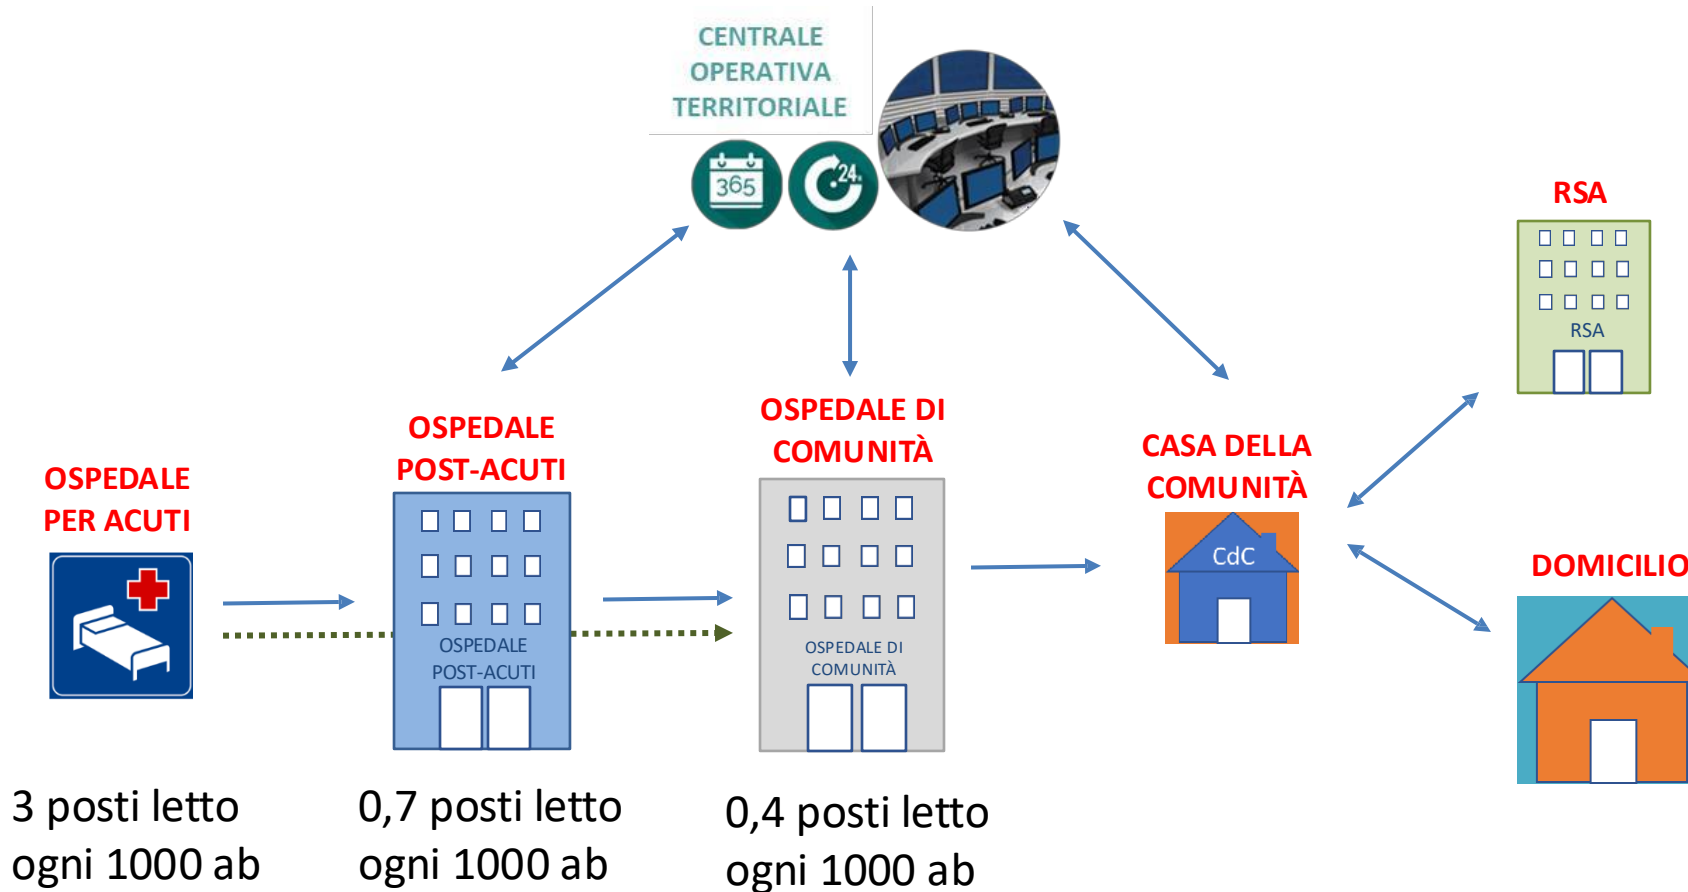 CENTRALE
OPERATIVA
TERRITORIALE
365
24h
RSA
RSA
OSPEDALE
PER ACUTI
OSPEDALE
POST-ACUTI
OSPEDALE
POST-ACUTI
OSPEDALE DI
COMUNITÀ
OSPEDALE DI
COMUNITÀ
CASA DELLA
COMUNITÀ
CdC
DOMICILIO
3 posti letto
ogni 1000 ab
0,7 posti letto
ogni 1000 ab
0,4 posti letto
ogni 1000 ab